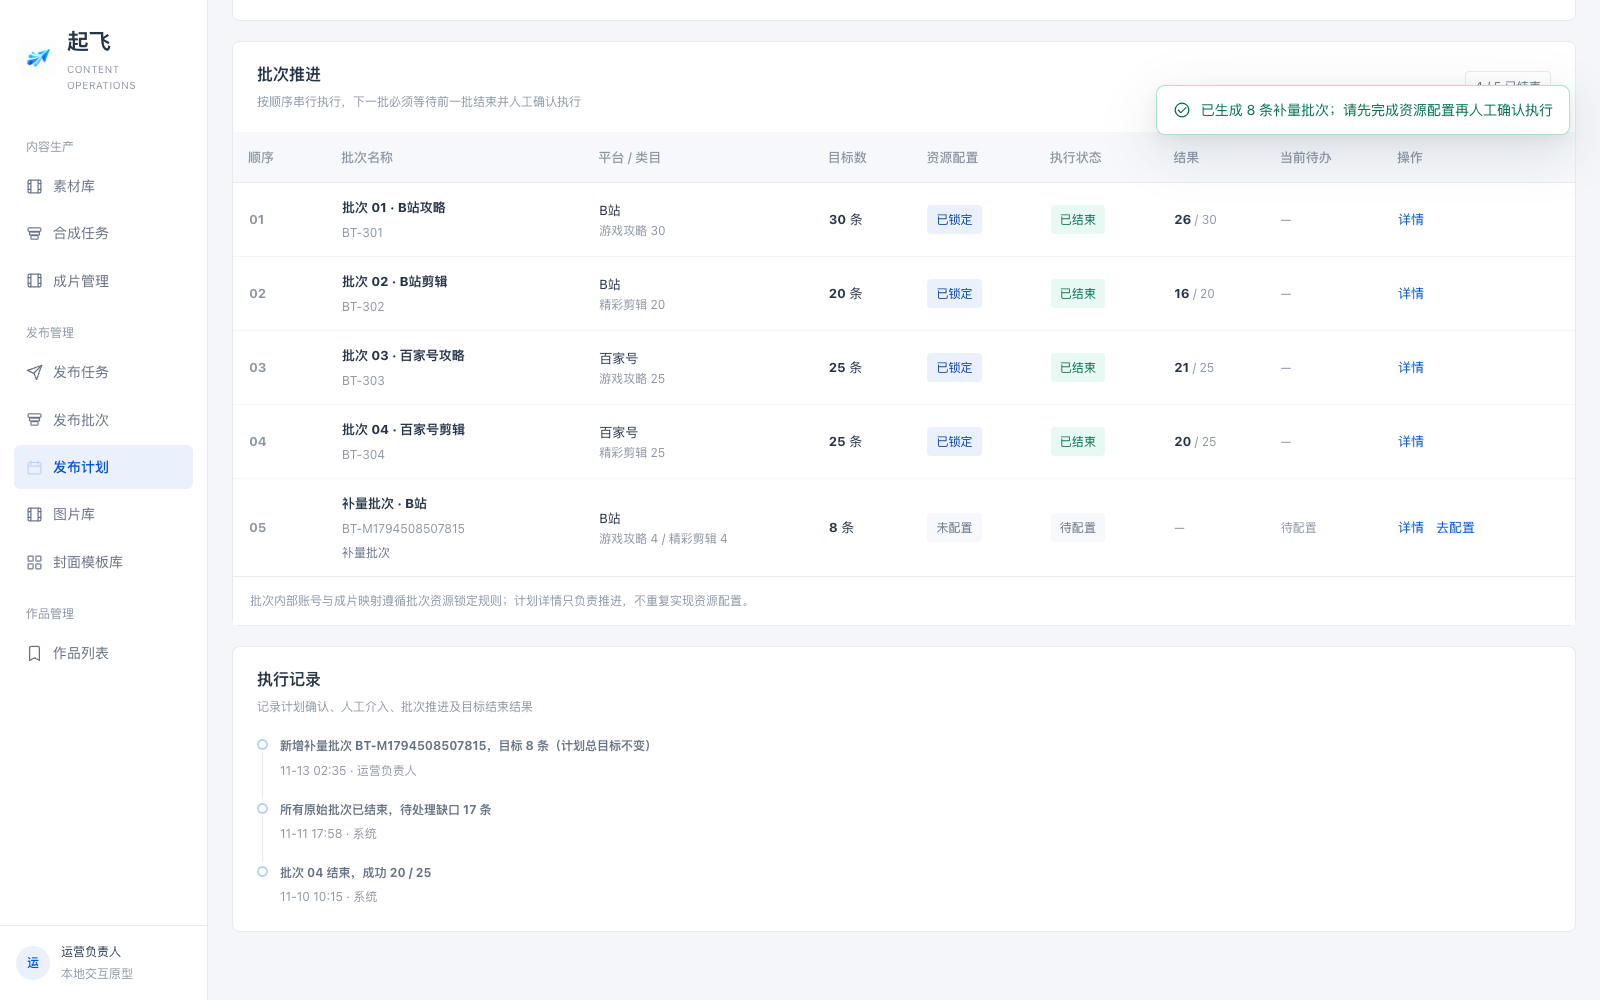 起飞
CONTENT
OPERATIONS
内容生产
素材库
合成任务
成片管理
发布管理
发布任务
发布批次
发布计划
图片库
封面模板库
作品管理
作品列表
运
运营负责人
本地交互原型
批次推进
按顺序串行执行，下一批必须等待前一批结束并人工确认执行
已生成 8 条补量批次；请先完成资源配置再人工确认执行
顺序 批次名称 平台 / 类目 目标数 资源配置 执行状态 结果 当前待办 操作
01 批次 01 · B站攻略 BT-301 B站 游戏攻略 30 30 条 已锁定 已结束 26 / 30 — 详情
02 批次 02 · B站剪辑 BT-302 B站 精彩剪辑 20 20 条 已锁定 已结束 16 / 20 — 详情
03 批次 03 · 百家号攻略 BT-303 百家号 游戏攻略 25 25 条 已锁定 已结束 21 / 25 — 详情
04 批次 04 · 百家号剪辑 BT-304 百家号 精彩剪辑 25 25 条 已锁定 已结束 20 / 25 — 详情
05 补量批次 · B站 BT-M1794508507815 补量批次 B站 游戏攻略 4 / 精彩剪辑 4 8 条 未配置 待配置 — 待配置 详情 去配置
批次内部账号与成片映射遵循批次资源锁定规则；计划详情只负责推进，不重复实现资源配置。
执行记录
记录计划确认、人工介入、批次推进及目标结束结果
新增补量批次 BT-M1794508507815，目标 8 条（计划总目标不变）
11-13 02:35 · 运营负责人
所有原始批次已结束，待处理缺口 17 条
11-11 17:58 · 系统
批次 04 结束，成功 20 / 25
11-10 10:15 · 系统